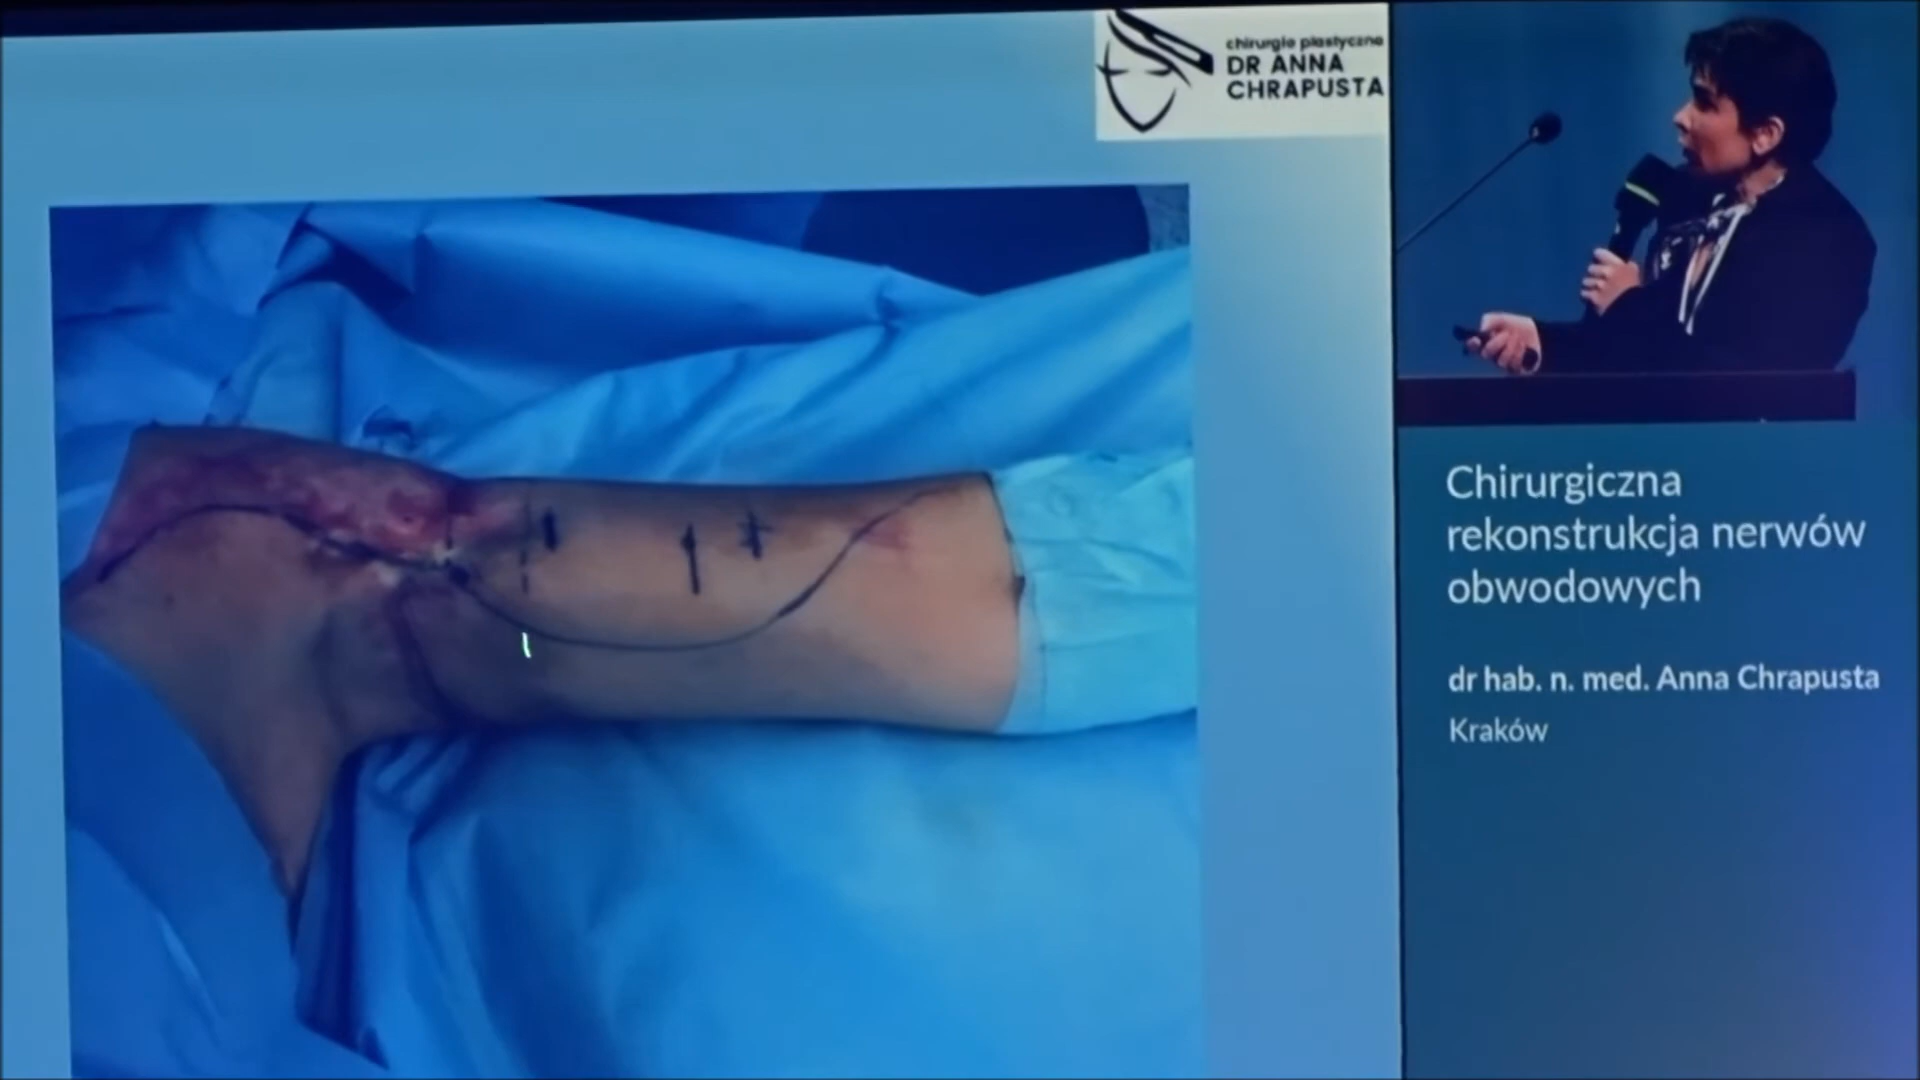 chirurgia plastyczna
DR ANNA
CHRAPUSTA
Chirurgiczna
rekonstrukcja nerwów
obwodowych
dr hab. n. med. Anna Chrapusta
Kraków